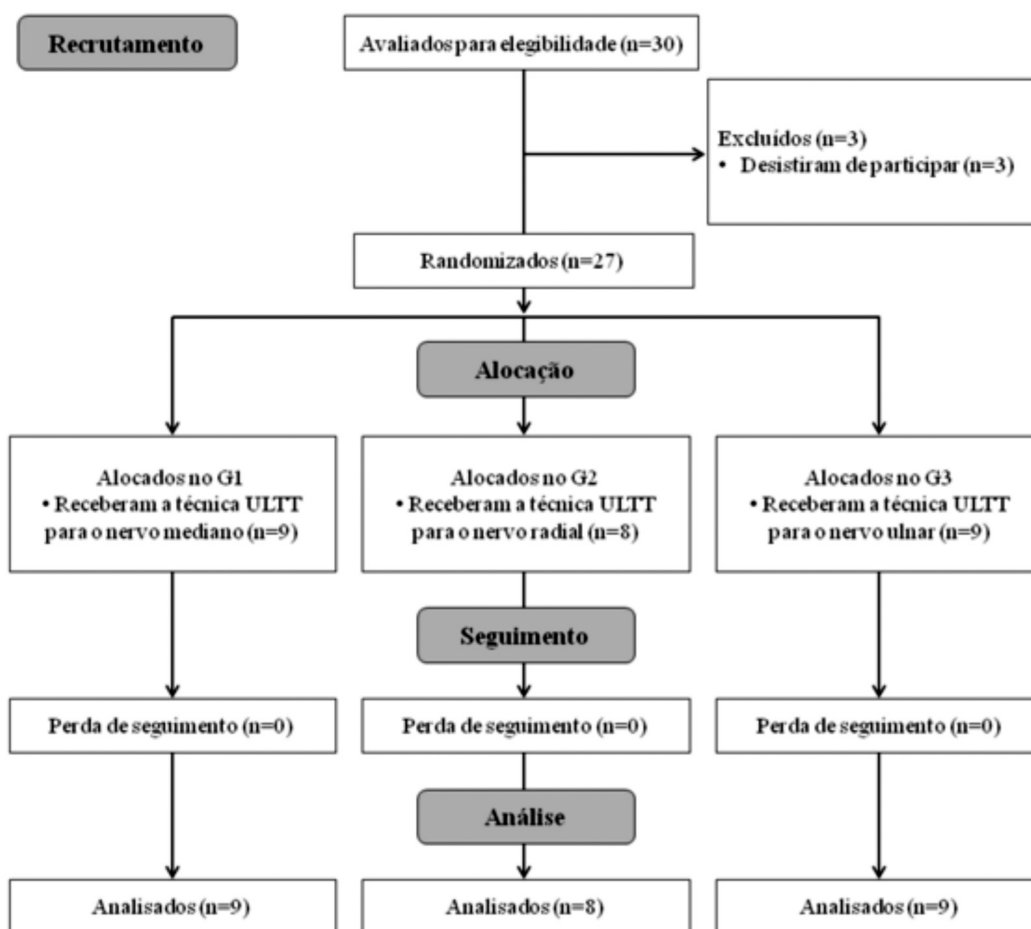 Recrutamento
Avaliados para elegibilidade (n=30)
Excluídos (n=3)
• Desistiram de participar (n=3)
Randomizados (n=27)
Alocação
Alocados no G1
• Receberam a técnica ULTT
para o nervo mediano (n=9)
Alocados no G2
• Receberam a técnica ULTT
para o nervo radial (n=8)
Alocados no G3
• Receberam a técnica ULTT
para o nervo ulnar (n=9)
Seguimento
Perda de seguimento (n=0)
Perda de seguimento (n=0)
Perda de seguimento (n=0)
Análise
Analisados (n=9)
Analisados (n=8)
Analisados (n=9)